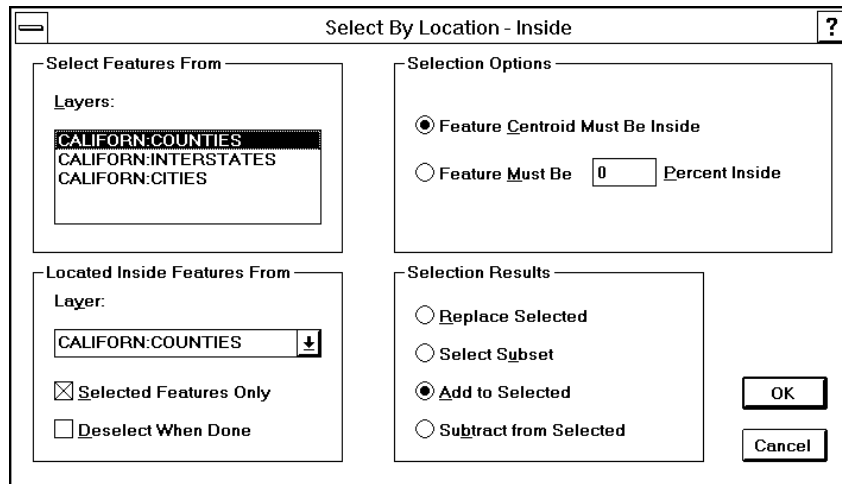 Select By Location - Inside
?
Select Features From
Layers:
CALIFORN:COUNTIES
CALIFORN:INTERSTATES
CALIFORN:CITIES
Selection Options
Feature Centroid Must Be Inside
Feature Must Be 0 Percent Inside
Located Inside Features From
Layer:
CALIFORN:COUNTIES
Selected Features Only
Deselect When Done
Selection Results
Replace Selected
Select Subset
Add to Selected
Subtract from Selected
OK
Cancel